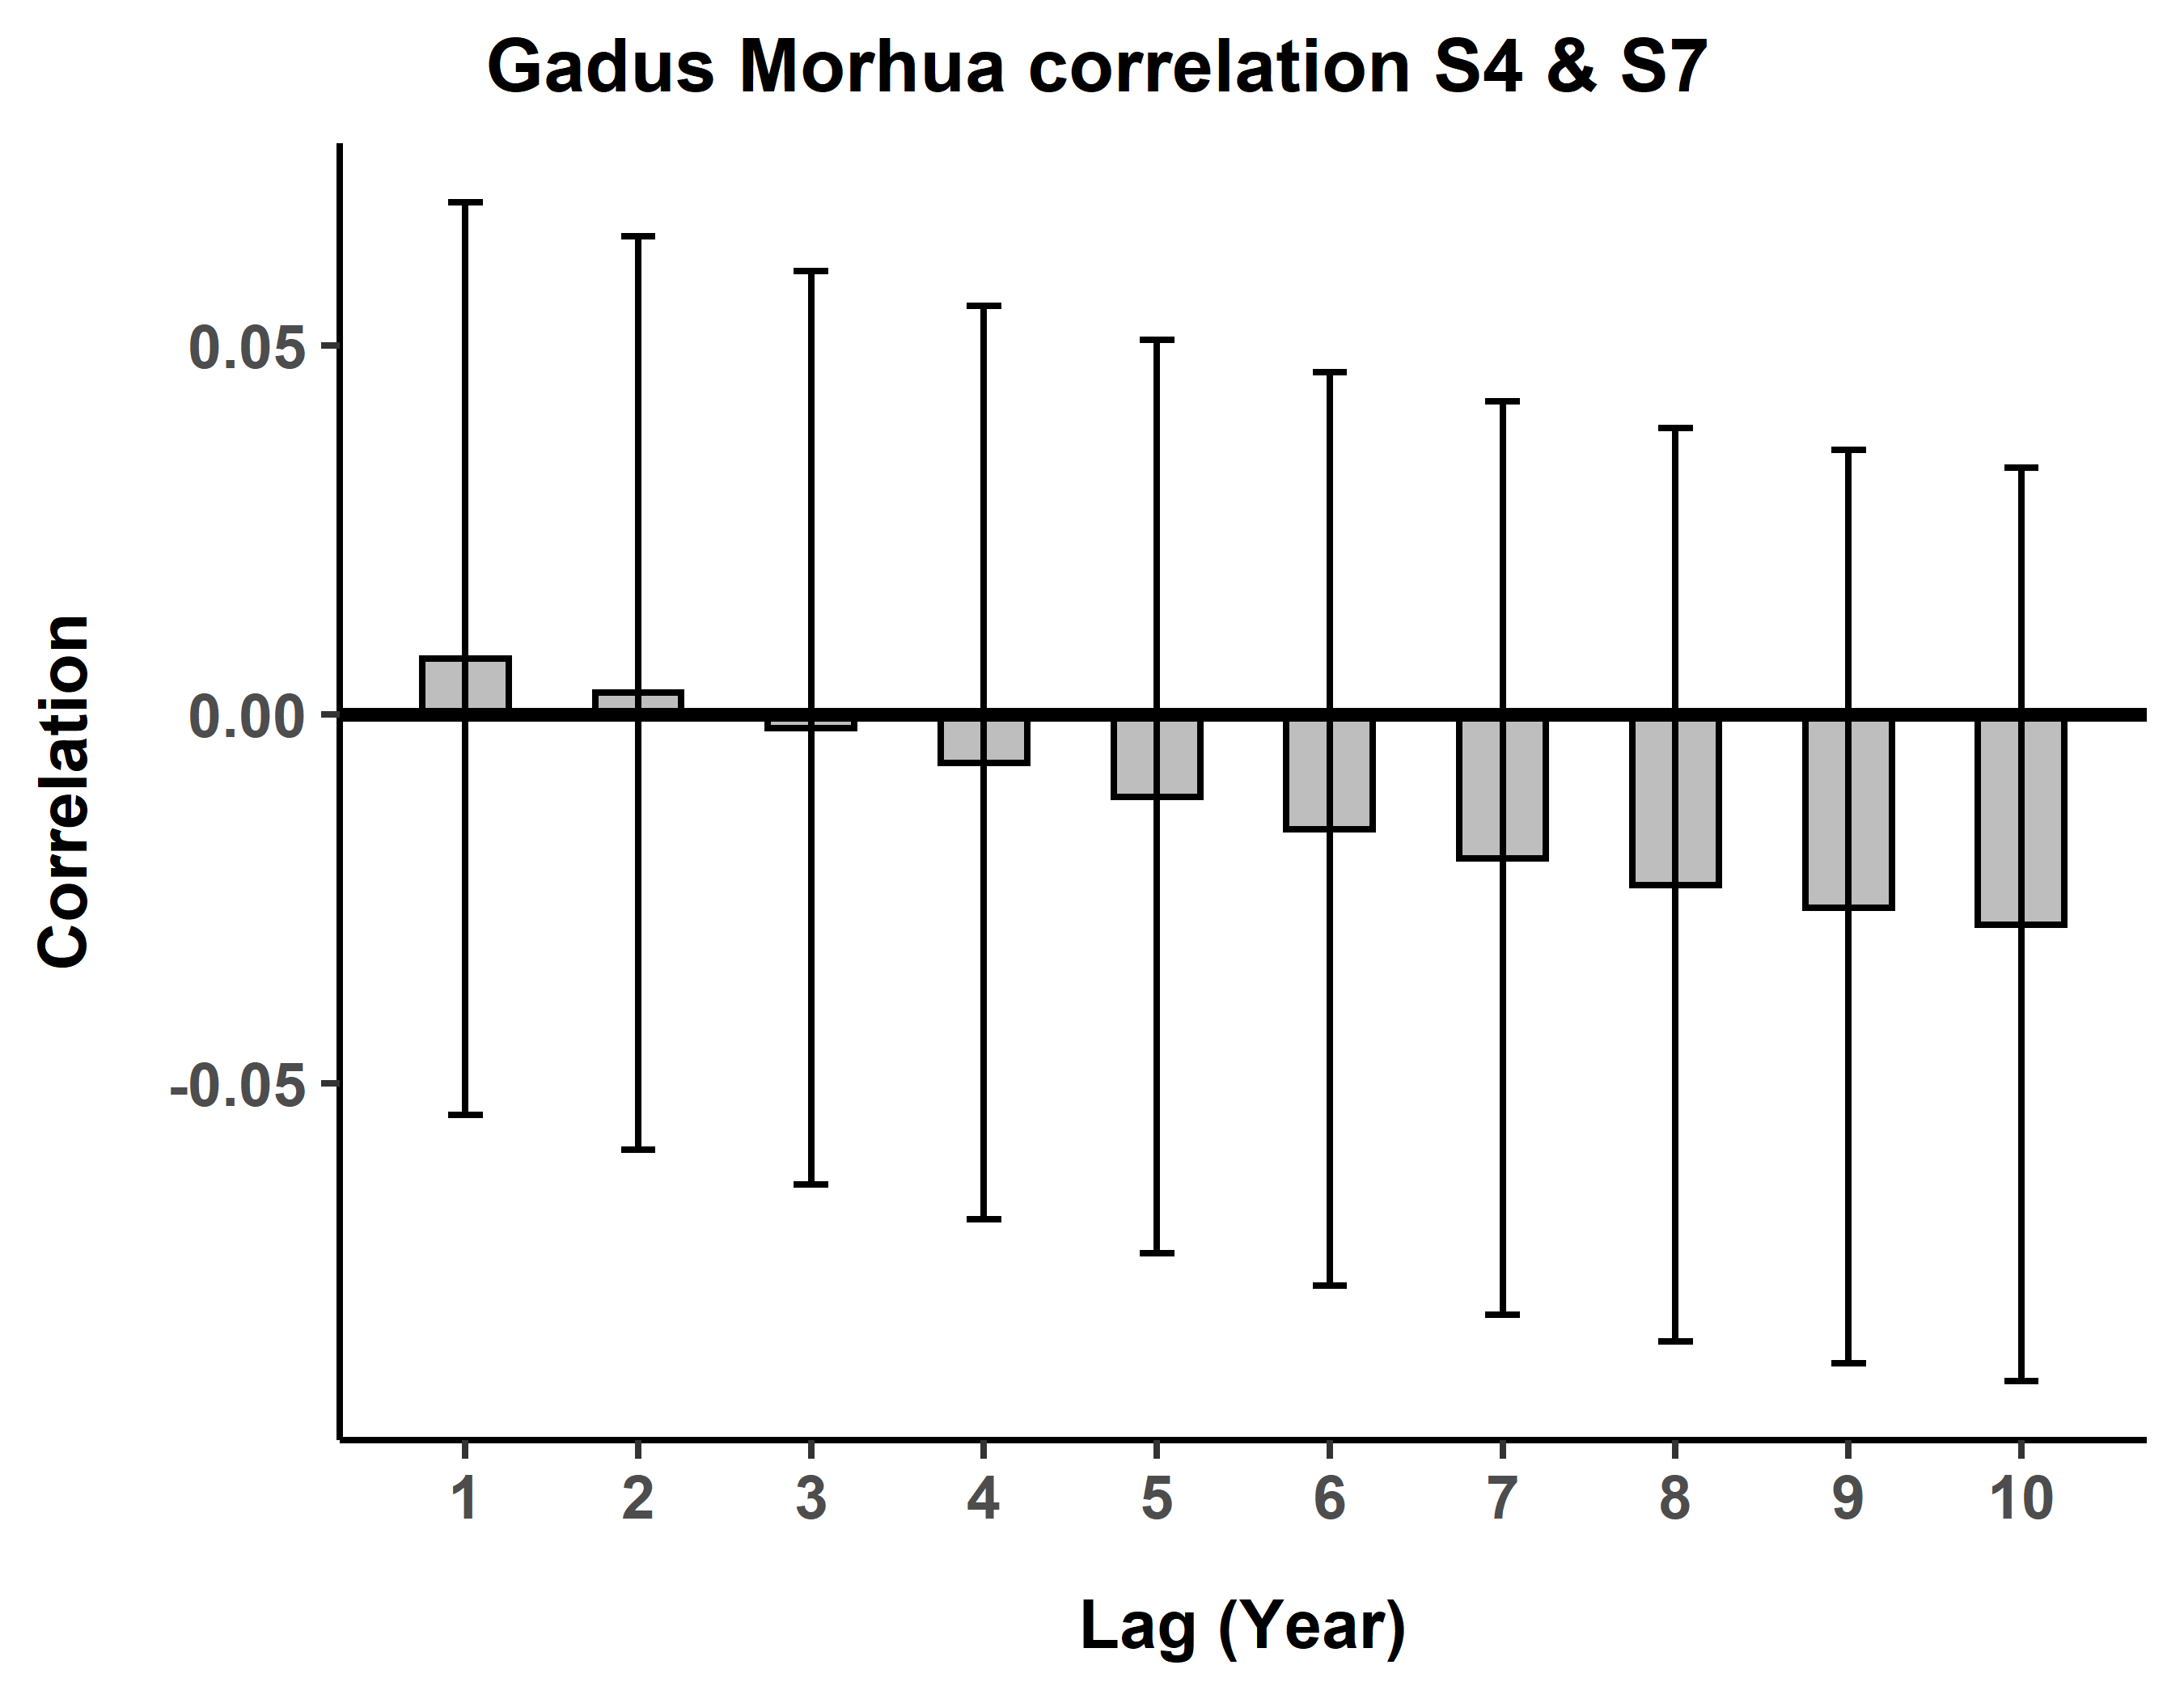 Gadus Morhua correlation S4 & S7
Correlation
0.05
0.00
-0.05
1 2 3 4 5 6 7 8 9 10
Lag (Year)